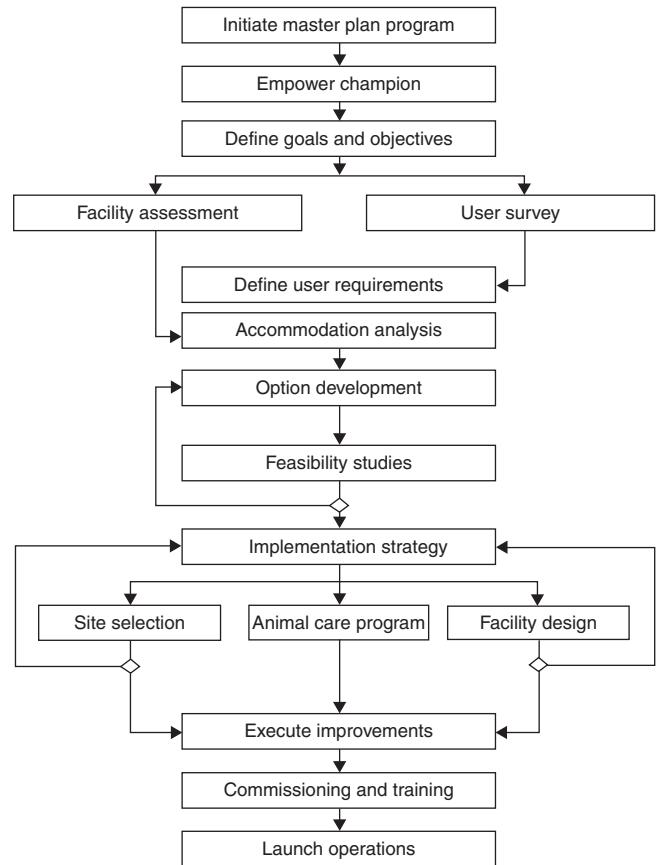 Initiate master plan program
Empower champion
Define goals and objectives
Facility assessment
User survey
Define user requirements
Accommodation analysis
Option development
Feasibility studies
Implementation strategy
Site selection
Animal care program
Facility design
Execute improvements
Commissioning and training
Launch operations